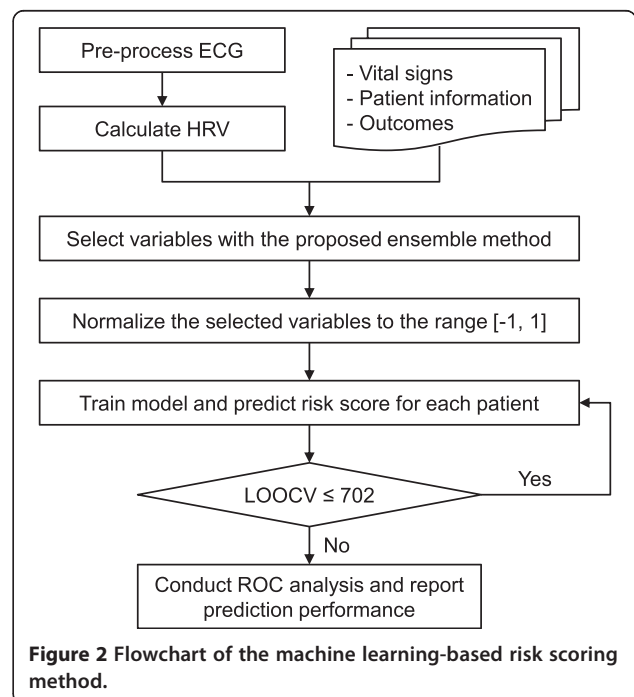 Pre-process ECG
Calculate HRV
- Vital signs
- Patient information
- Outcomes
Select variables with the proposed ensemble method
Normalize the selected variables to the range [-1, 1]
Train model and predict risk score for each patient
LOOCV ≤ 702
Yes
No
Conduct ROC analysis and report
prediction performance
Figure 2 Flowchart of the machine learning-based risk scoring
method.